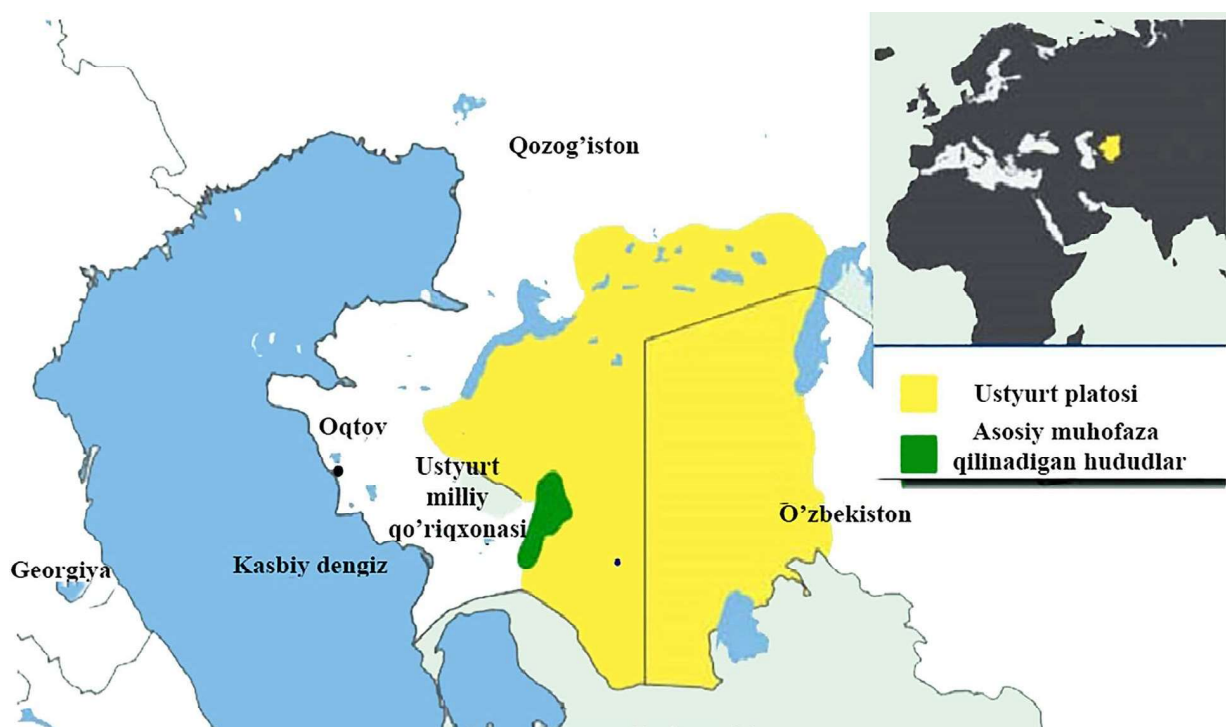 Qozog'iston
Oqtov
Ustyurt
milliy
qo'riqxonasi
Georgiya
Kasbiy dengiz
Ō'zbekiston
Ustyurt platosi
Asosiy muhofaza
qilinadigan hududlar